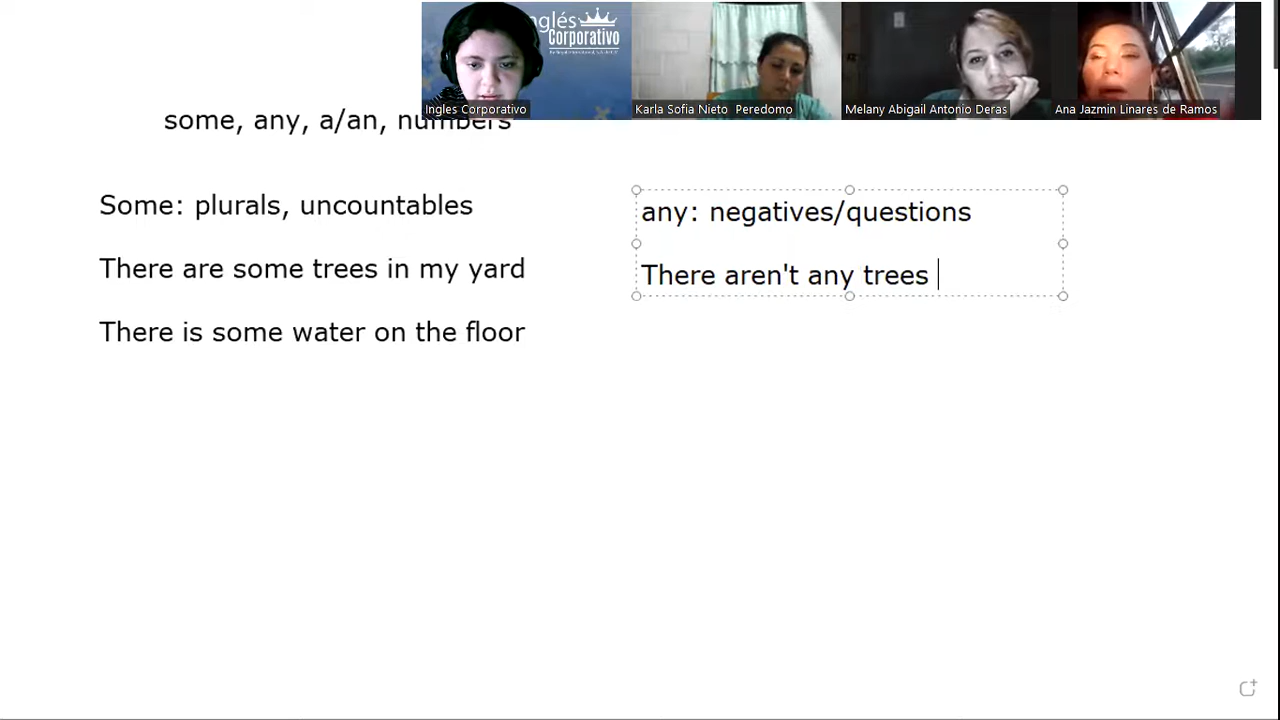 Inglés
Corporativo
Ingles Corporativo
Karla Sofia Nieto Peredomo
Melany Abigail Antonio Deras
Ana Jazmin Linares de Ramos
some, any, a/an, numbers
Some: plurals, uncountables
any: negatives/questions
There are some trees in my yard
There aren't any trees
There is some water on the floor